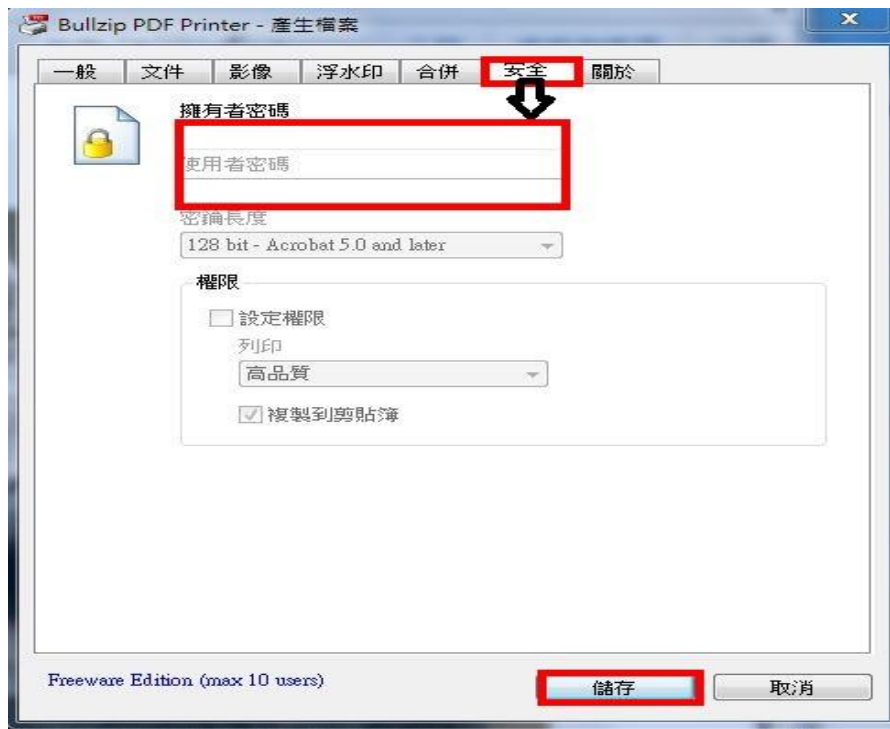 Bullzip PDF Printer - 產生檔案
一般 文件 影像 浮水印 合併 安全 關於
擁有者密碼
使用者密碼
密鑰長度
128 bit - Acrobat 5.0 and later
權限
設定權限
列印
高品質
複製到剪貼簿
Freeware Edition (max 10 users)
儲存 取消